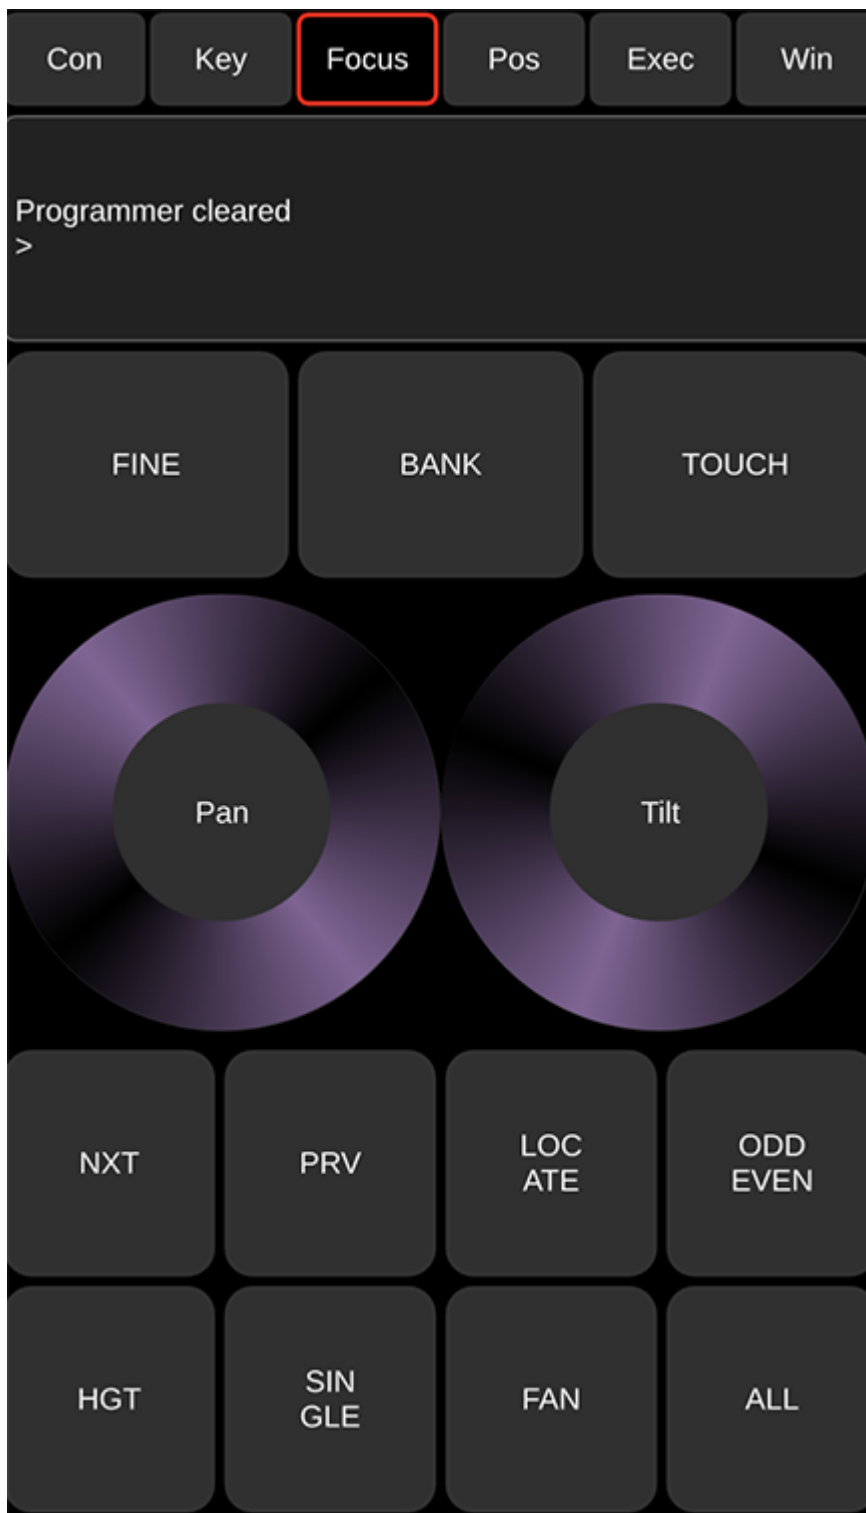 Con Key Focus Pos Exec Win
Programmer cleared
>
FINE BANK TOUCH
Pan Tilt
NXT PRV LOC
ATE ODD
EVEN
HGT SIN
GLE FAN ALL